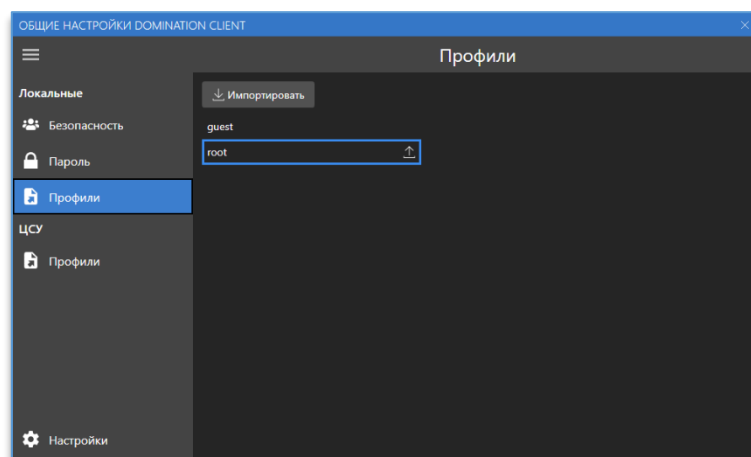 ОБЩИЕ НАСТРОЙКИ DOMINATION CLIENT
Профили
Локальные
Безопасность
Пароль
Профили
ЦСУ
Профили
Настройки
Импортировать
guest
root